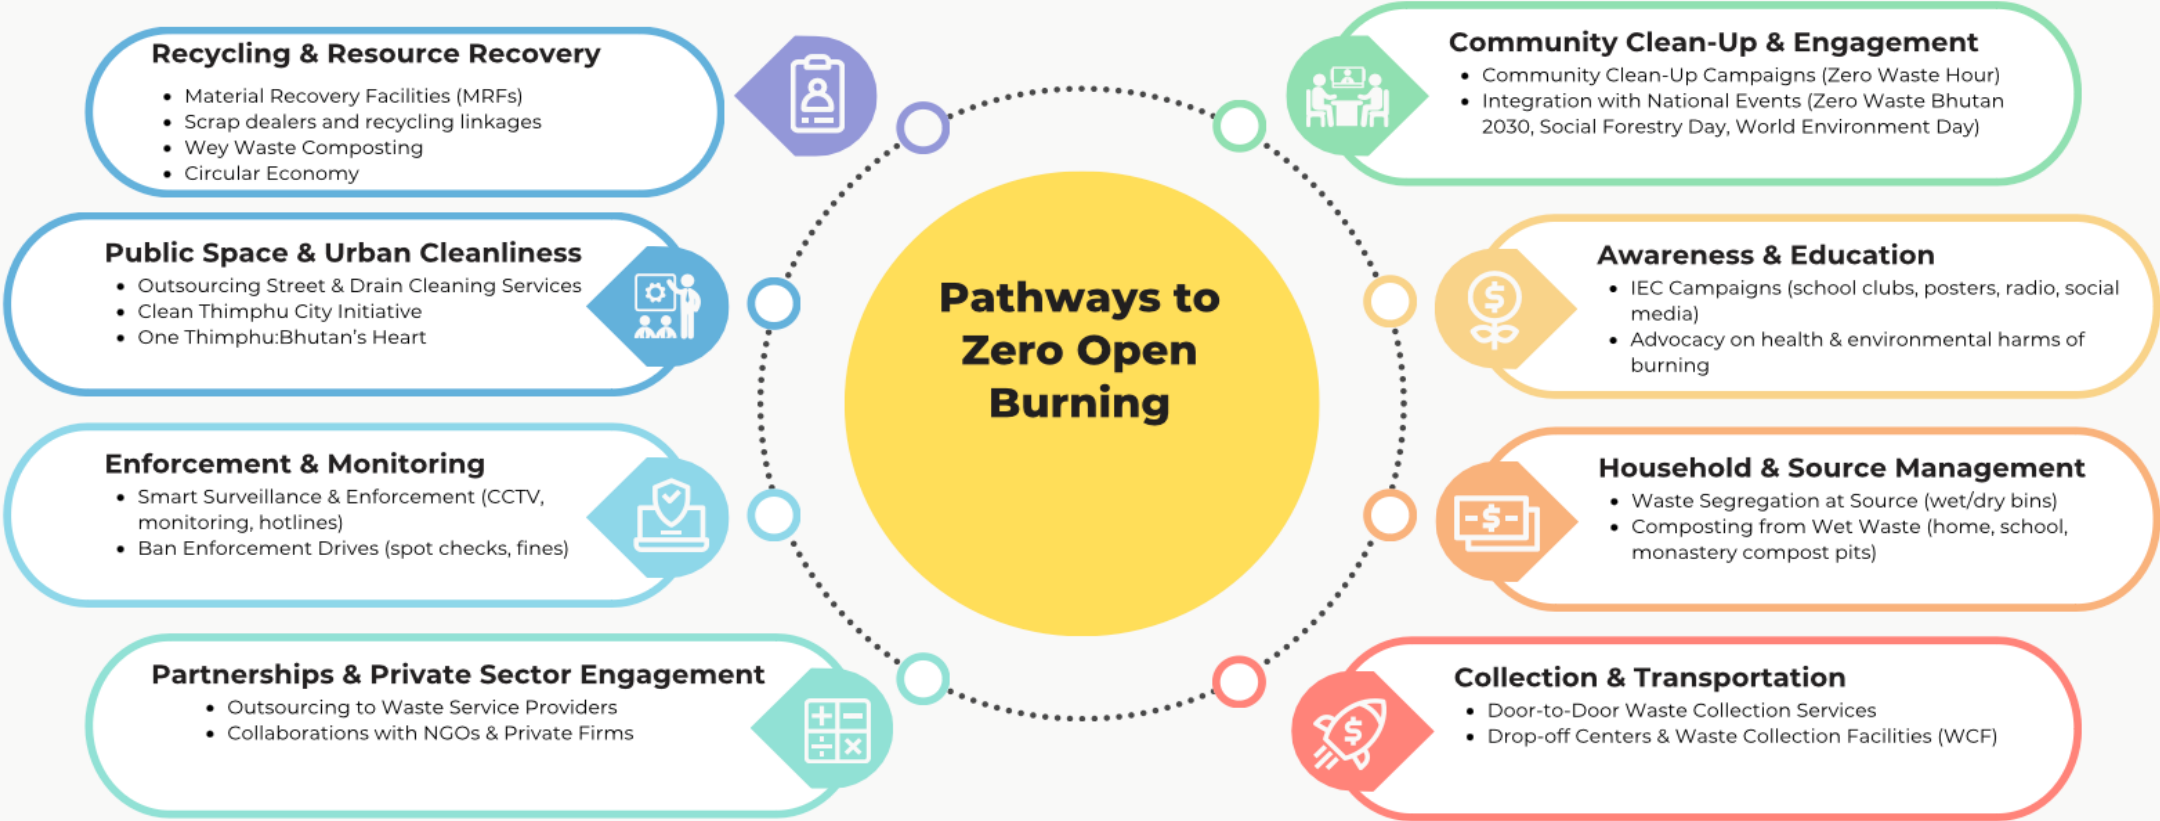 Recycling & Resource Recovery
• Material Recovery Facilities (MRFs)
• Scrap dealers and recycling linkages
• Wey Waste Composting
• Circular Economy
Public Space & Urban Cleanliness
• Outsourcing Street & Drain Cleaning Services
• Clean Thimphu City Initiative
• One Thimphu:Bhutan's Heart
Enforcement & Monitoring
• Smart Surveillance & Enforcement (CCTV,
monitoring, hotlines)
• Ban Enforcement Drives (spot checks, fines)
Partnerships & Private Sector Engagement
• Outsourcing to Waste Service Providers
• Collaborations with NGOs & Private Firms
Pathways to
Zero Open
Burning
Community Clean-Up & Engagement
• Community Clean-Up Campaigns (Zero Waste Hour)
• Integration with National Events (Zero Waste Bhutan
2030, Social Forestry Day, World Environment Day)
Awareness & Education
• IEC Campaigns (school clubs, posters, radio, social
media)
• Advocacy on health & environmental harms of
burning
Household & Source Management
• Waste Segregation at Source (wet/dry bins)
• Composting from Wet Waste (home, school,
monastery compost pits)
Collection & Transportation
• Door-to-Door Waste Collection Services
• Drop-off Centers & Waste Collection Facilities (WCF)